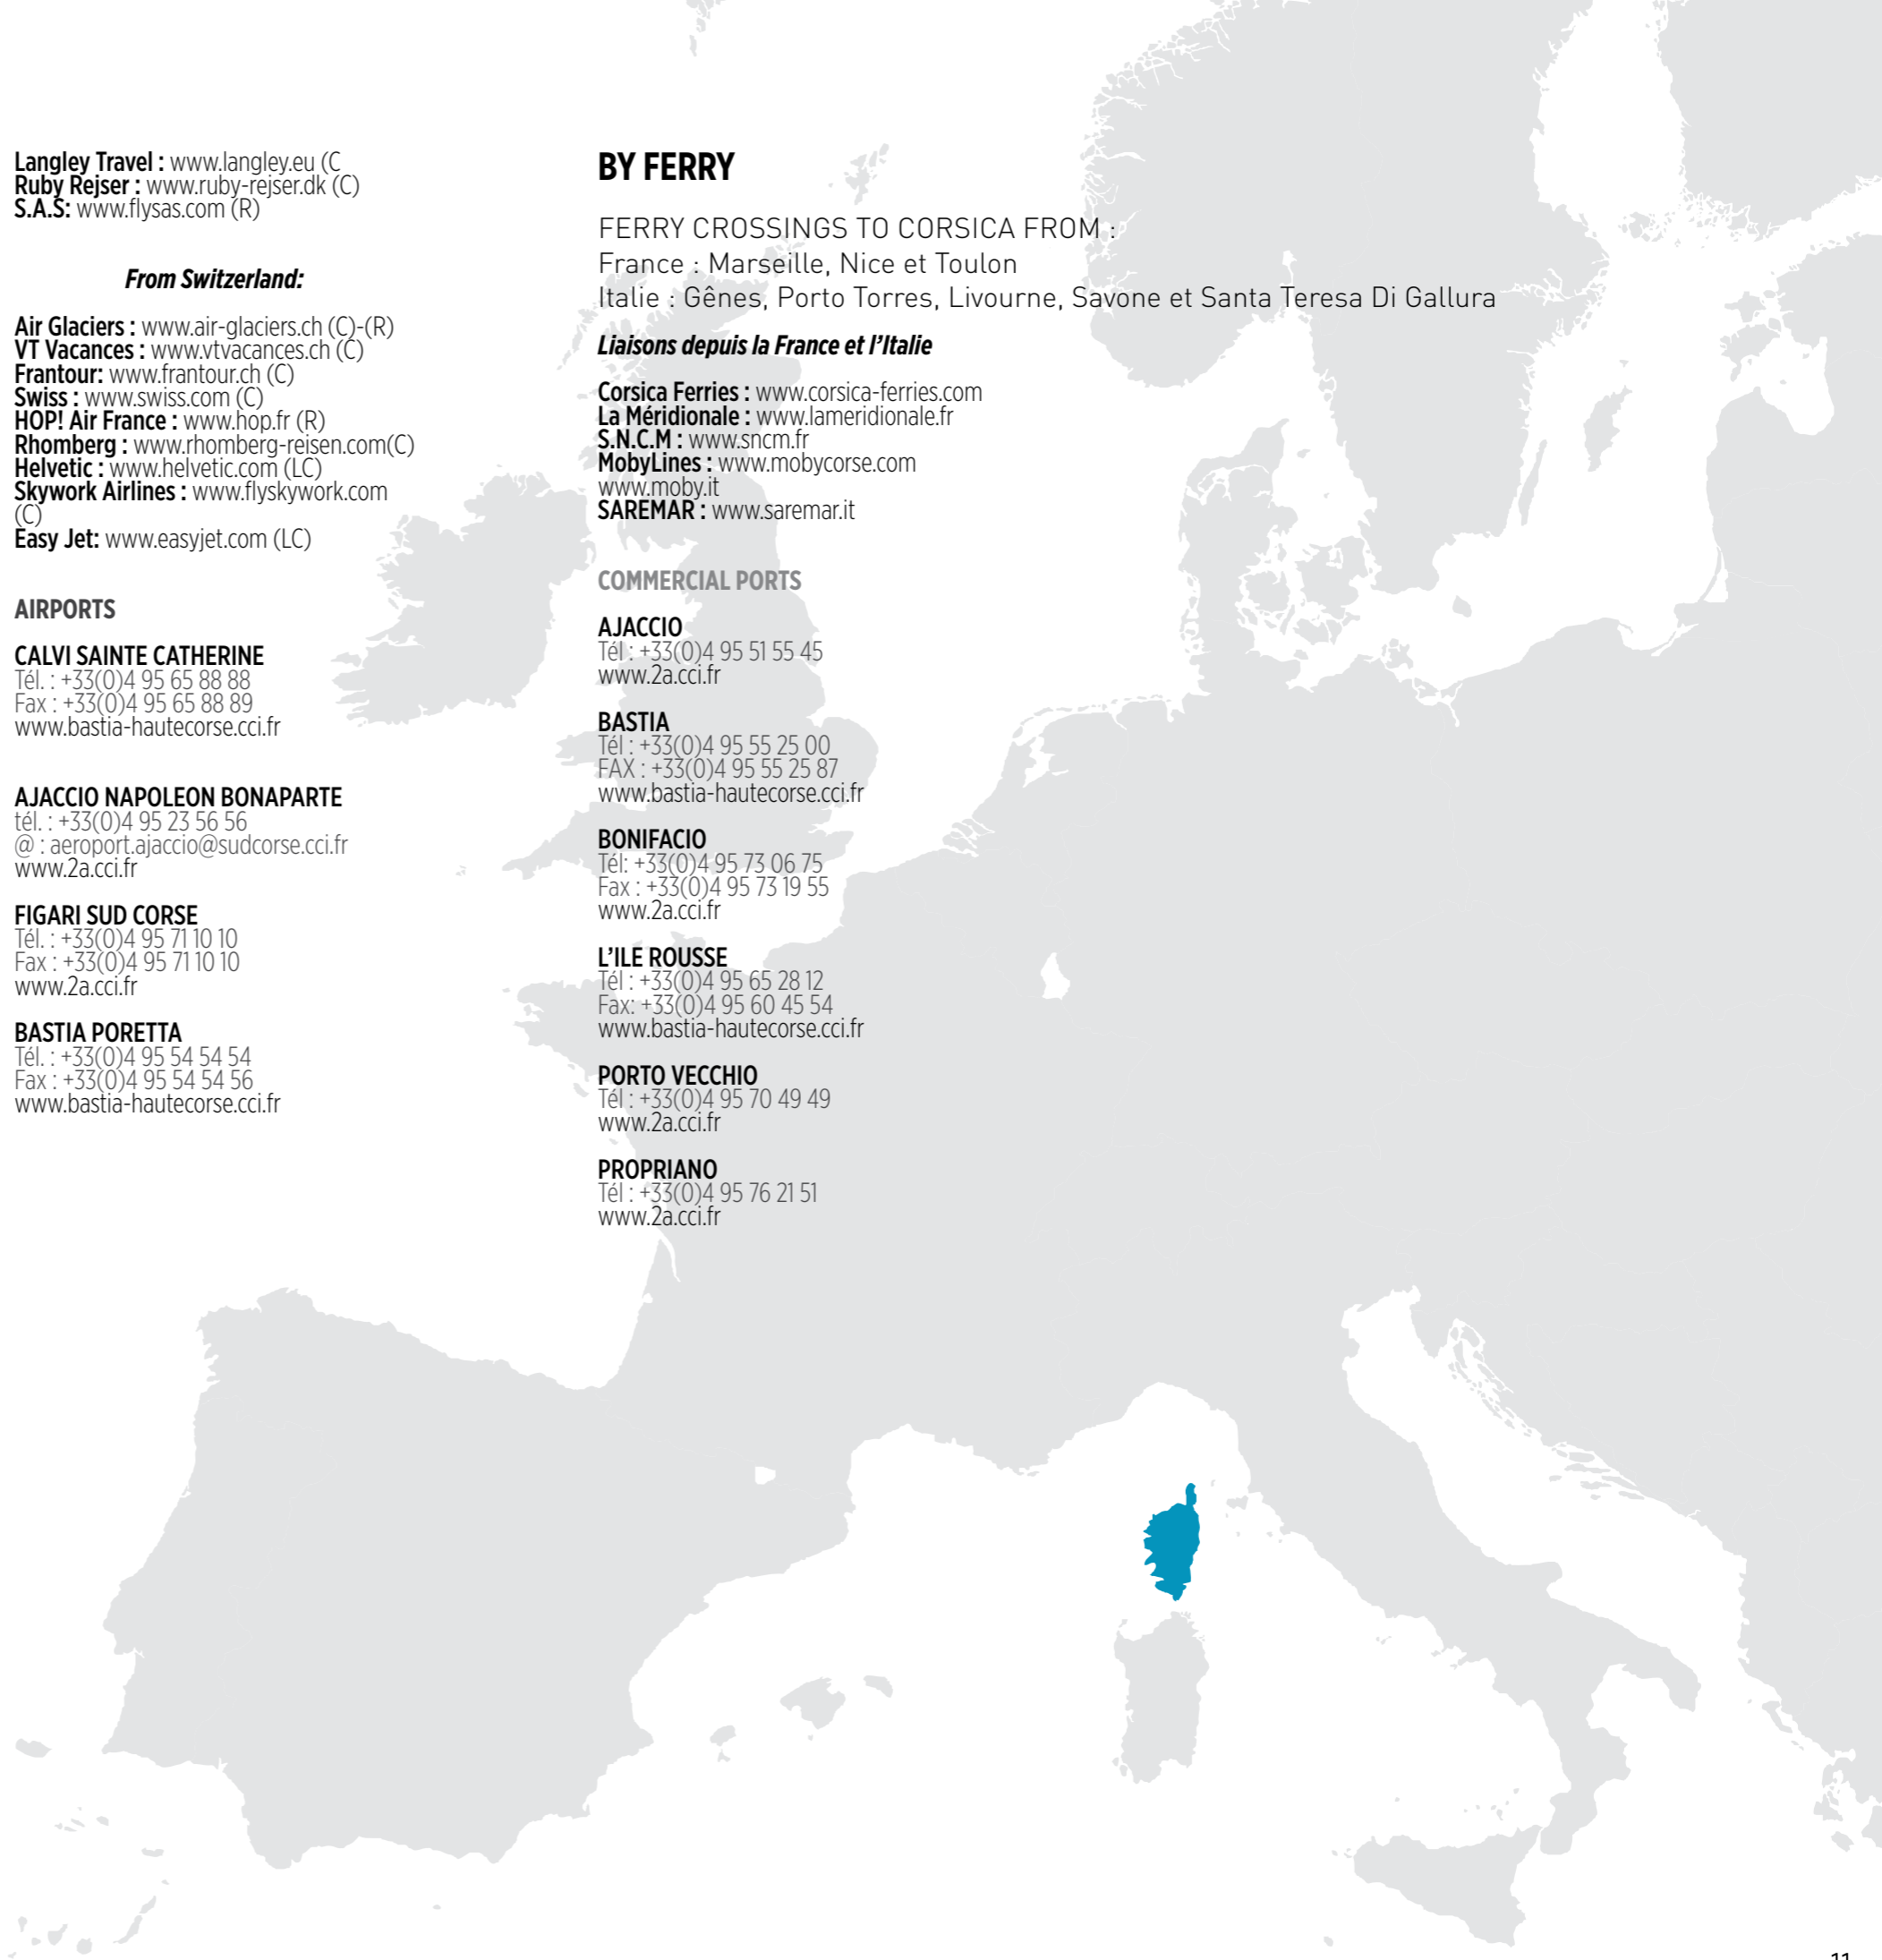 Langley Travel : www.langley.eu (C
Ruby Rejser : www.ruby-rejser.dk (C)
S.A.S: www.flysas.com (R)
From Switzerland:
Air Glaciers : www.air-glaciers.ch (C)-(R)
VT Vacances : www.vtvacances.ch (C)
Frantour: www.frantour.ch (C)
Swiss : www.swiss.com (C)
HOP! Air France : www.hop.fr (R)
Rhomberg : www.rhomberg-reisen.com(C)
Helvetic : www.helvetic.com (LC)
Skywork Airlines : www.flyskywork.com
(C)
Easy Jet: www.easyjet.com (LC)
AIRPORTS
CALVI SAINTE CATHERINE
Tél. : +33(0)4 95 65 88 88
Fax : +33(0)4 95 65 88 89
www.bastia-hautecorse.cci.fr
AJACCIO NAPOLEON BONAPARTE
tél. : +33(0)4 95 23 56 56
@ : aeroport.ajaccio@sudcorse.cci.fr
www.2a.cci.fr
FIGARI SUD CORSE
Tél. : +33(0)4 95 71 10 10
Fax : +33(0)4 95 71 10 10
www.2a.cci.fr
BASTIA PORETTA
Tél. : +33(0)4 95 54 54 54
Fax : +33(0)4 95 54 54 56
www.bastia-hautecorse.cci.fr
BY FERRY
FERRY CROSSINGS TO CORSICA FROM :
France : Marseille, Nice et Toulon
Italie : Gênes, Porto Torres, Livourne, Savone et Santa Teresa Di Gallura
Liaisons depuis la France et l’Italie
Corsica Ferries : www.corsica-ferries.com
La Méridionale : www.lameridionale.fr
S.N.C.M : www.sncm.fr
MobyLines : www.mobycorse.com
www.moby.it
SAREMAR : www.saremar.it
COMMERCIAL PORTS
AJACCIO
Tél : +33(0)4 95 51 55 45
www.2a.cci.fr
BASTIA
Tél : +33(0)4 95 55 25 00
FAX : +33(0)4 95 55 25 87
www.bastia-hautecorse.cci.fr
BONIFACIO
Tél: +33(0)4 95 73 06 75
Fax : +33(0)4 95 73 19 55
www.2a.cci.fr
L’ILE ROUSSE
Tél : +33(0)4 95 65 28 12
Fax: +33(0)4 95 60 45 54
www.bastia-hautecorse.cci.fr
PORTO VECCHIO
Tél : +33(0)4 95 70 49 49
www.2a.cci.fr
PROPRIANO
Tél : +33(0)4 95 76 21 51
www.2a.cci.fr
11